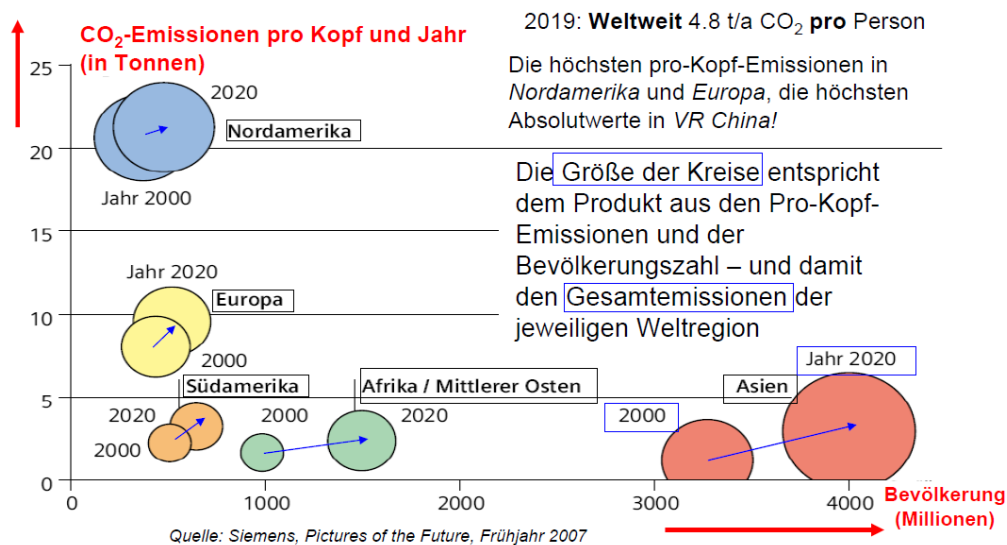 CO₂-Emissionen pro Kopf und Jahr
(in Tonnen)
2019: Weltweit 4.8 t/a CO₂ pro Person
Die höchsten pro-Kopf-Emissionen in
Nordamerika und Europa, die höchsten
Absolutwerte in VR China!
25
2020
Nordamerika
20
Jahr 2000
Die Größe der Kreise entspricht
dem Produkt aus den Pro-Kopf-
Emissionen und der
Bevölkerungszahl – und damit
den Gesamtemissionen der
jeweiligen Weltregion
15
Jahr 2020
Europa
10
2000
Jahr 2020
Südamerika
Afrika / Mittlerer Osten
Asien
5
2020
2000
2000
2020
2000
0
0
1000
2000
3000
4000
Bevölkerung
(Millionen)
Quelle: Siemens, Pictures of the Future, Frühjahr 2007